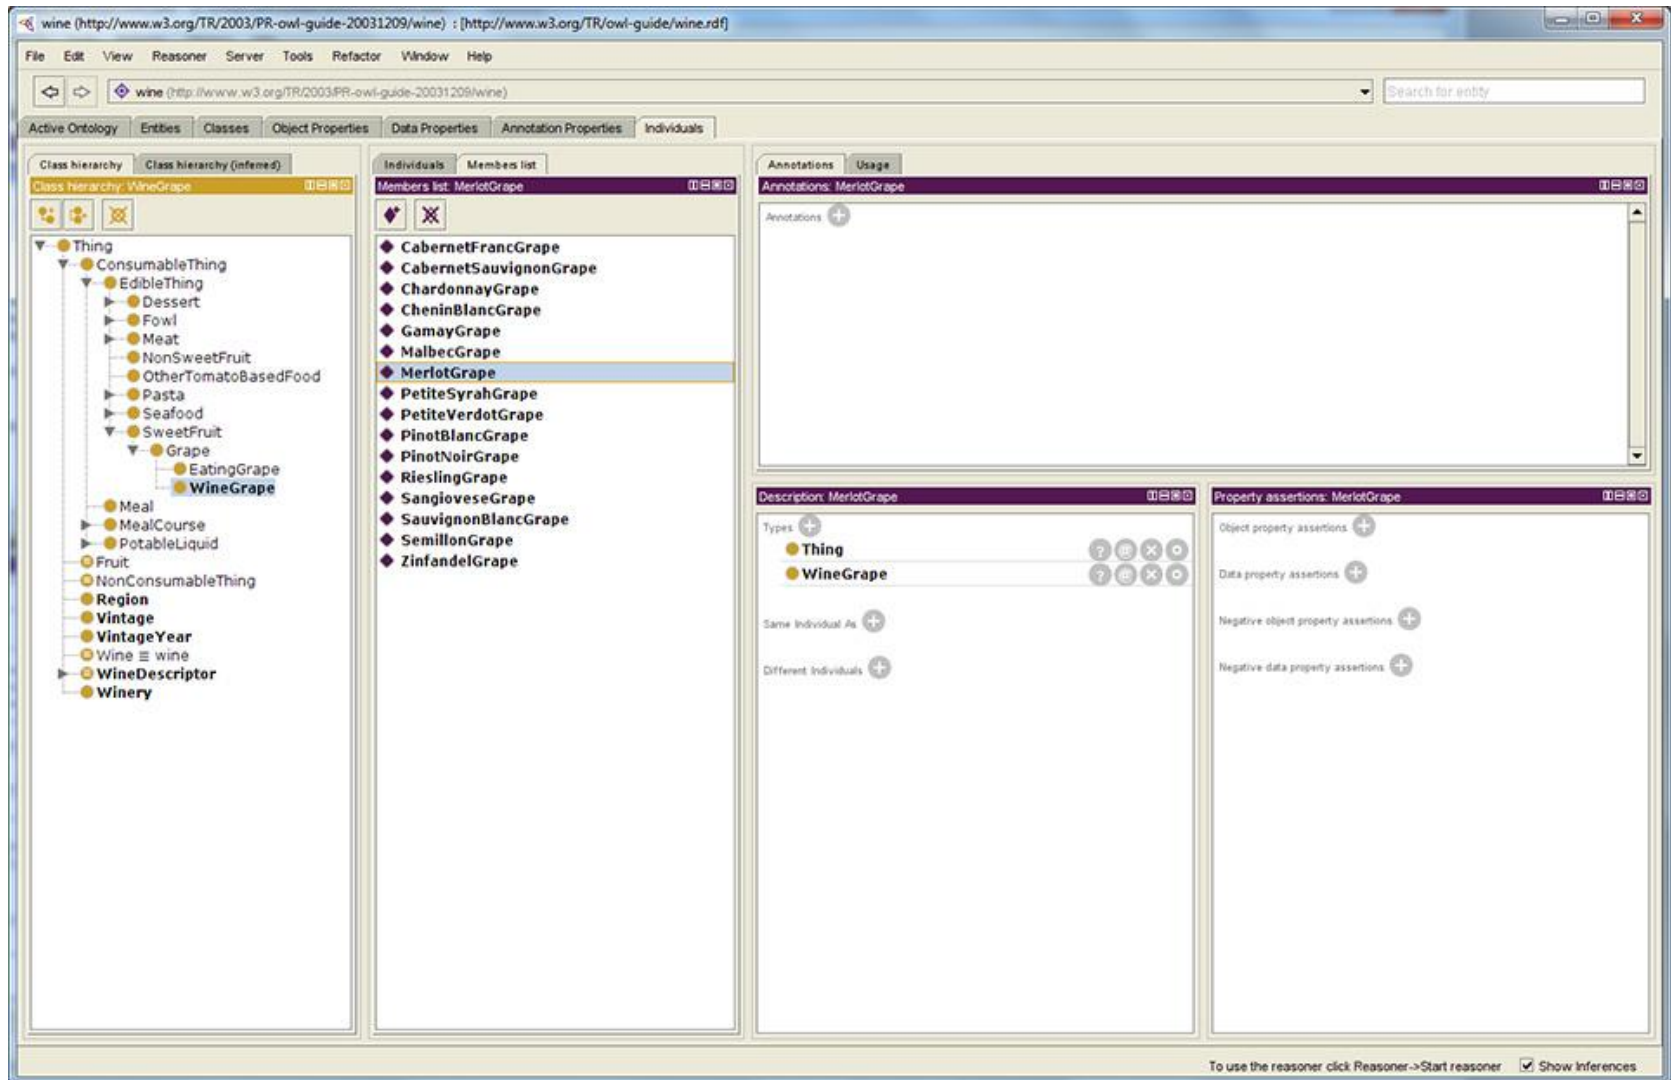 wine (http://www.w3.org/TR/2003/PR-owl-guide-20031209/wine) : [http://www.w3.org/TR/owl-guide/wine.rdf]
File Edit View Reasoner Server Tools Refactor Window Help
wine (http://www.w3.org/TR/2003/PR-owl-guide-20031209/wine)
Search for entity
Active Ontology Entities Classes Object Properties Data Properties Annotation Properties Individuals
Class hierarchy Class hierarchy (inferred)
Class hierarchy: WineGrape
Thing
ConsumableThing
EdibleThing
Dessert
Fowl
Meat
NonSweetFruit
OtherTomatoBasedFood
Pasta
Seafood
SweetFruit
Grape
EatingGrape
WineGrape
Meal
MealCourse
PotableLiquid
Fruit
NonConsumableThing
Region
Vintage
VintageYear
Wine ≡ wine
WineDescriptor
Winery
Individuals Members list
Members list: MerlotGrape
CabernetFrancGrape
CabernetSauvignonGrape
ChardonnayGrape
CheninBlancGrape
GamayGrape
MalbecGrape
MerlotGrape
PetiteSyrahGrape
PetiteVerdotGrape
PinotBlancGrape
PinotNoirGrape
RieslingGrape
SangioveseGrape
SauvignonBlancGrape
SemillonGrape
ZinfandelGrape
Annotations Usage
Annotations: MerlotGrape
Annotations
Description: MerlotGrape
Types
Thing
WineGrape
Same Individual As
Different Individuals
Property assertions: MerlotGrape
Object property assertions
Data property assertions
Negative object property assertions
Negative data property assertions
To use the reasoner click Reasoner->Start reasoner Show Inferences